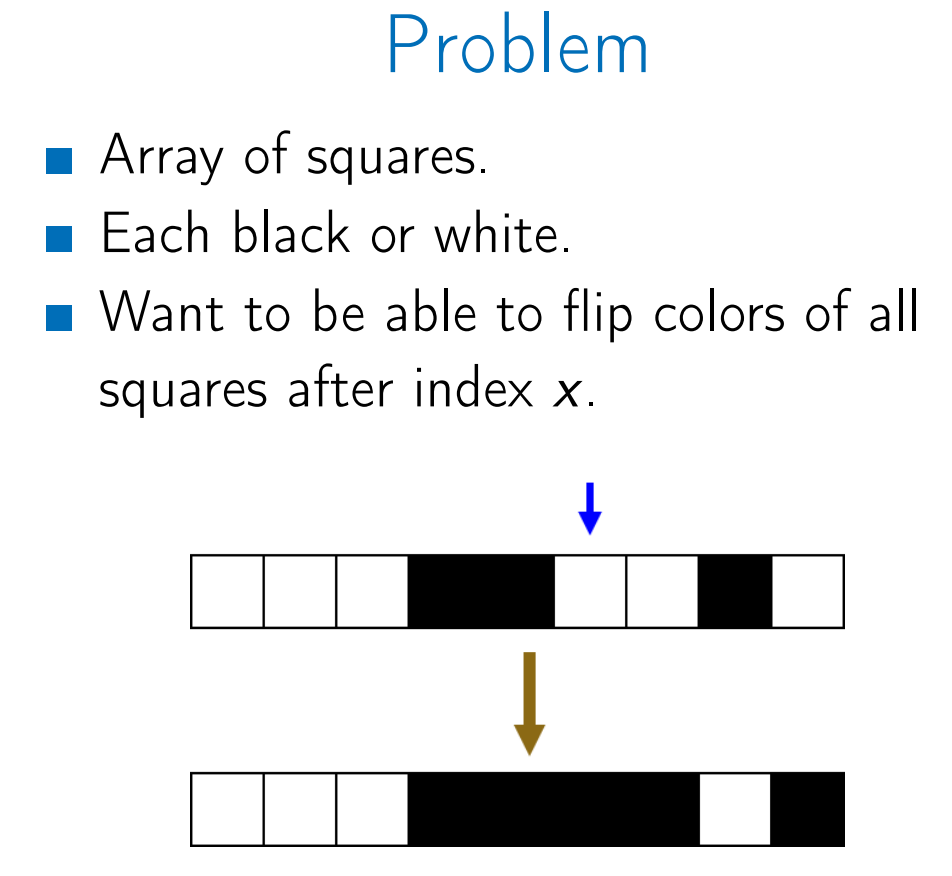 Problem
Array of squares.
Each black or white.
Want to be able to flip colors of all
squares after index x.